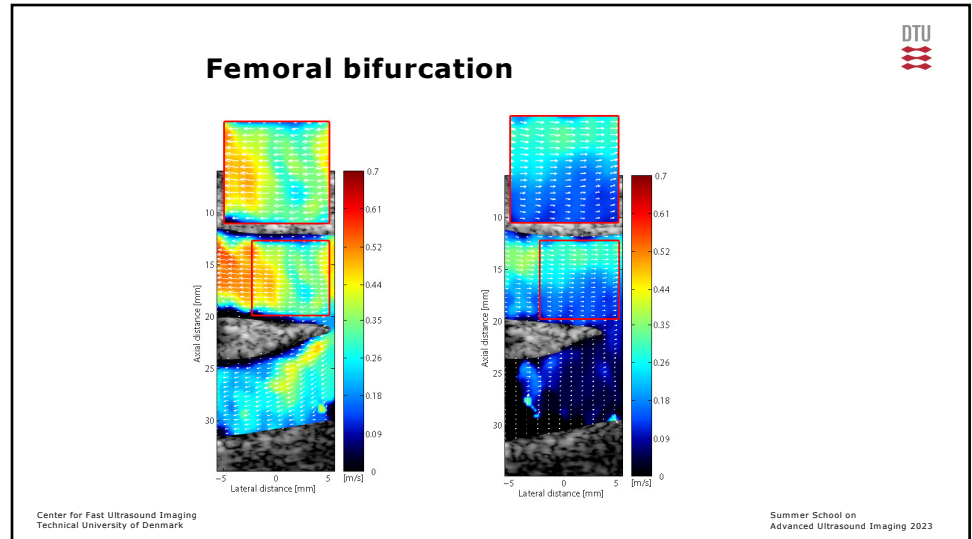 DTU
Femoral bifurcation
0.7
0.61
0.52
0.44
0.35
0.26
0.18
0.09
0
[m/s]
10
15
20
25
30
Axial distance [mm]
−5
0
5
Lateral distance [mm]
0.7
0.61
0.52
0.44
0.35
0.26
0.18
0.09
0
[m/s]
10
15
20
25
30
Axial distance [mm]
−5
0
5
Lateral distance [mm]
Center for Fast Ultrasound Imaging
Technical University of Denmark
Summer School on
Advanced Ultrasound Imaging 2023